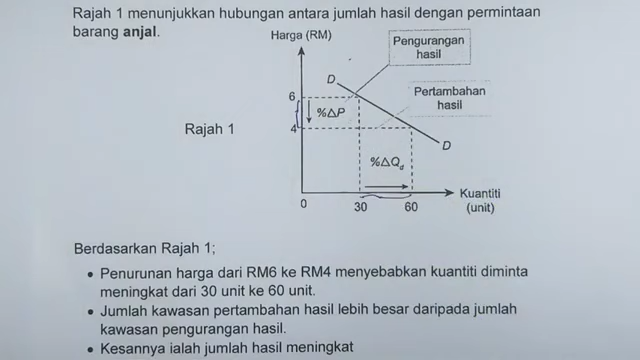 Rajah 1 menunjukkan hubungan antara jumlah hasil dengan permintaan
barang anjal.
Harga (RM)
Pengurangan
hasil
D
Pertambahan
hasil
6
%ΔP
4
Rajah 1
D
%ΔQd
0
30
60
Kuantiti
(unit)
Berdasarkan Rajah 1;
• Penurunan harga dari RM6 ke RM4 menyebabkan kuantiti diminta
meningkat dari 30 unit ke 60 unit.
• Jumlah kawasan pertambahan hasil lebih besar daripada jumlah
kawasan pengurangan hasil.
• Kesannya ialah jumlah hasil meningkat